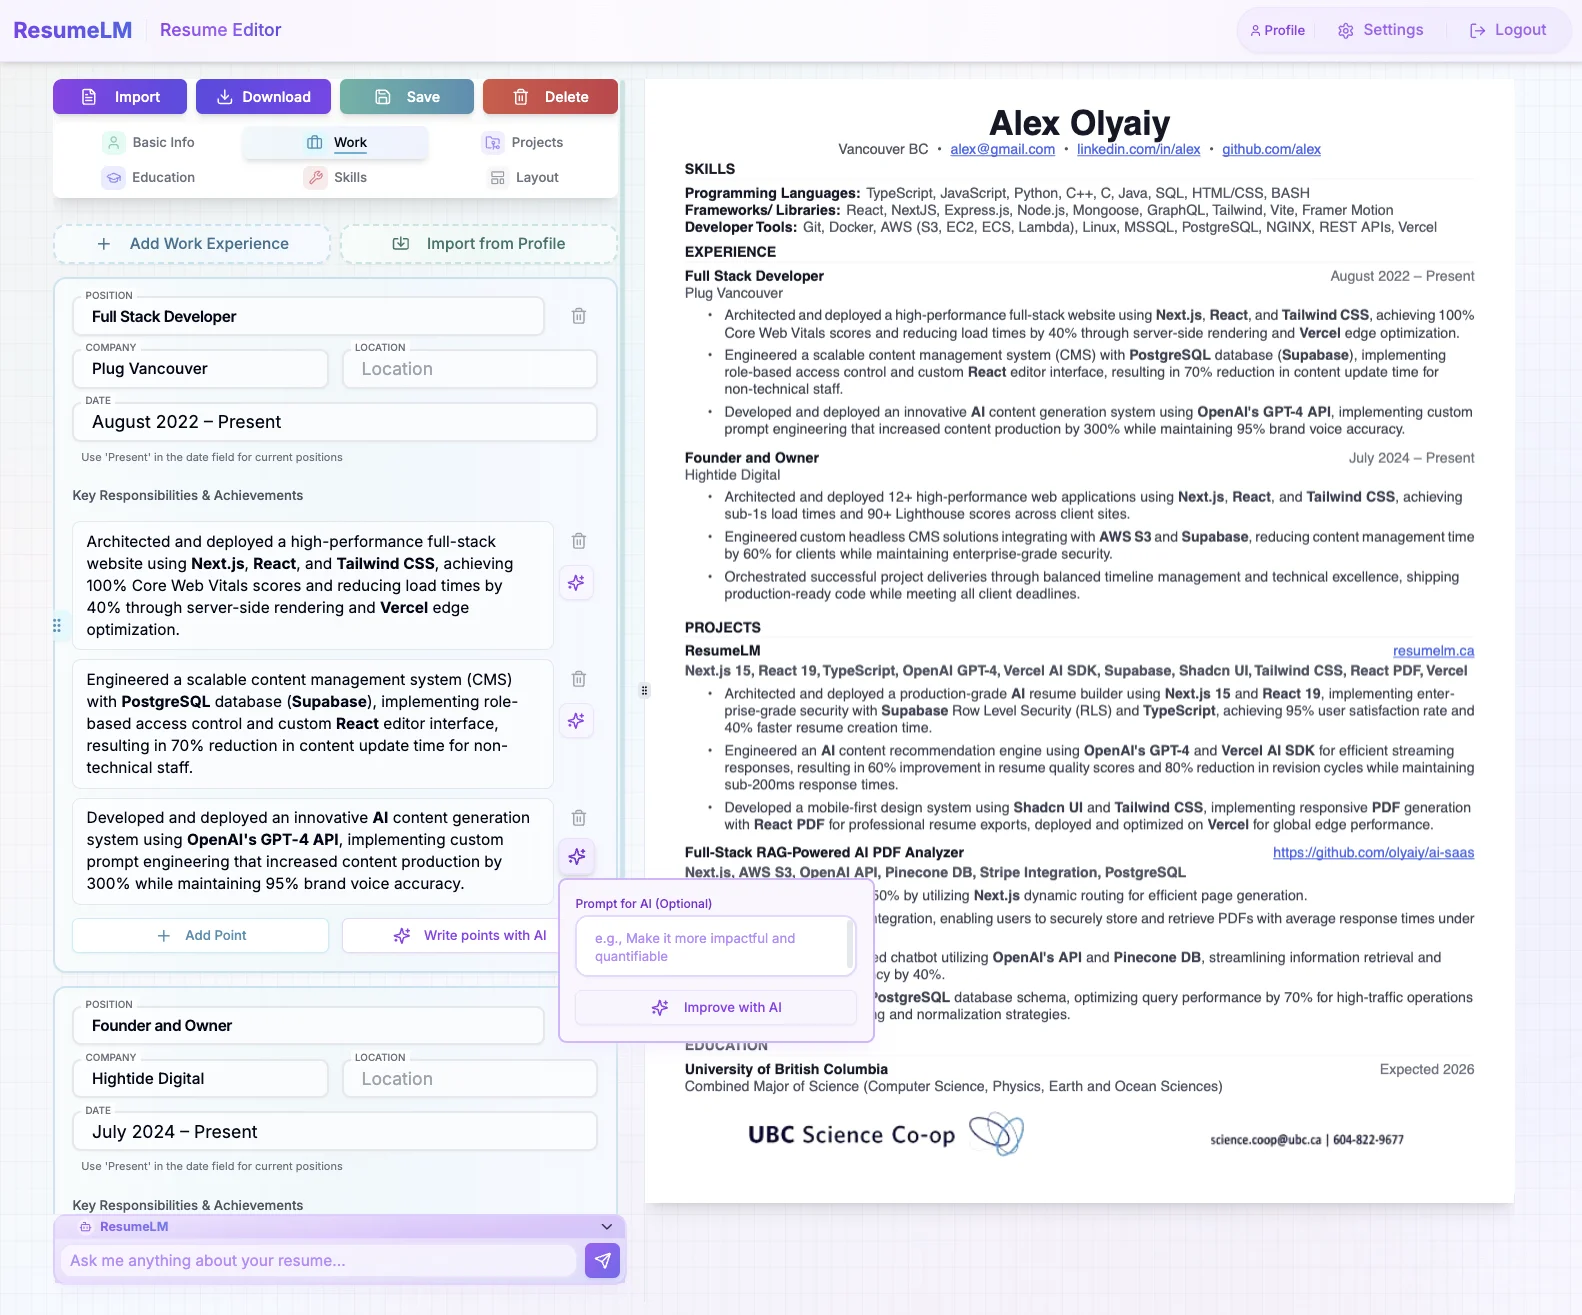 ResumeLM
Resume Editor
Profile
Settings
Logout
Import
Download
Save
Delete
Basic Info
Work
Projects
Education
Skills
Layout
Add Work Experience
Import from Profile
POSITION
Full Stack Developer
COMPANY
Plug Vancouver
LOCATION
Location
DATE
August 2022 – Present
Use 'Present' in the date field for current positions
Key Responsibilities & Achievements
Architected and deployed a high-performance full-stack
website using Next.js, React, and Tailwind CSS, achieving
100% Core Web Vitals scores and reducing load times by
40% through server-side rendering and Vercel edge
optimization.
Engineered a scalable content management system (CMS)
with PostgreSQL database (Supabase), implementing role-
based access control and custom React editor interface,
resulting in 70% reduction in content update time for non-
technical staff.
Developed and deployed an innovative AI content generation
system using OpenAI's GPT-4 API, implementing custom
prompt engineering that increased content production by
300% while maintaining 95% brand voice accuracy.
Add Point
Write points with AI
Prompt for AI (Optional)
e.g., Make it more impactful and
quantifiable
Improve with AI
POSITION
Founder and Owner
COMPANY
Hightide Digital
LOCATION
Location
DATE
July 2024 – Present
Use 'Present' in the date field for current positions
Key Responsibilities & Achievements
ResumeLM
Ask me anything about your resume...
Alex Olyaiy
Vancouver BC • alex@gmail.com • linkedin.com/in/alex • github.com/alex
SKILLS
Programming Languages: TypeScript, JavaScript, Python, C++, C, Java, SQL, HTML/CSS, BASH
Frameworks/ Libraries: React, NextJS, Express.js, Node.js, Mongoose, GraphQL, Tailwind, Vite, Framer Motion
Developer Tools: Git, Docker, AWS (S3, EC2, ECS, Lambda), Linux, MSSQL, PostgreSQL, NGINX, REST APIs, Vercel
EXPERIENCE
Full Stack Developer August 2022 – Present
Plug Vancouver
• Architected and deployed a high-performance full-stack website using Next.js, React, and Tailwind CSS, achieving 100%
Core Web Vitals scores and reducing load times by 40% through server-side rendering and Vercel edge optimization.
• Engineered a scalable content management system (CMS) with PostgreSQL database (Supabase), implementing
role-based access control and custom React editor interface, resulting in 70% reduction in content update time for
non-technical staff.
• Developed and deployed an innovative AI content generation system using OpenAI's GPT-4 API, implementing custom
prompt engineering that increased content production by 300% while maintaining 95% brand voice accuracy.
Founder and Owner July 2024 – Present
Hightide Digital
• Architected and deployed 12+ high-performance web applications using Next.js, React, and Tailwind CSS, achieving
sub-1s load times and 90+ Lighthouse scores across client sites.
• Engineered custom headless CMS solutions integrating with AWS S3 and Supabase, reducing content management time
by 60% for clients while maintaining enterprise-grade security.
• Orchestrated successful project deliveries through balanced timeline management and technical excellence, shipping
production-ready code while meeting all client deadlines.
PROJECTS
ResumeLM resumelm.ca
Next.js 15, React 19, TypeScript, OpenAI GPT-4, Vercel AI SDK, Supabase, Shadcn UI, Tailwind CSS, React PDF, Vercel
• Architected and deployed a production-grade AI resume builder using Next.js 15 and React 19, implementing enter-
prise-grade security with Supabase Row Level Security (RLS) and TypeScript, achieving 95% user satisfaction rate and
40% faster resume creation time.
• Engineered an AI content recommendation engine using OpenAI's GPT-4 and Vercel AI SDK for efficient streaming
responses, resulting in 60% improvement in resume quality scores and 80% reduction in revision cycles while maintaining
sub-200ms response times.
• Developed a mobile-first design system using Shadcn UI and Tailwind CSS, implementing responsive PDF generation
with React PDF for professional resume exports, deployed and optimized on Vercel for global edge performance.
Full-Stack RAG-Powered AI PDF Analyzer https://github.com/olyaiy/ai-saas
Next.js, AWS S3, OpenAI API, Pinecone DB, Stripe Integration, PostgreSQL
50% by utilizing Next.js dynamic routing for efficient page generation.
ntegration, enabling users to securely store and retrieve PDFs with average response times under
ed chatbot utilizing OpenAI's API and Pinecone DB, streamlining information retrieval and
cy by 40%.
PostgreSQL database schema, optimizing query performance by 70% for high-traffic operations
ng and normalization strategies.
EDUCATION
University of British Columbia Expected 2026
Combined Major of Science (Computer Science, Physics, Earth and Ocean Sciences)
UBC Science Co-op
science.coop@ubc.ca | 604-822-9677